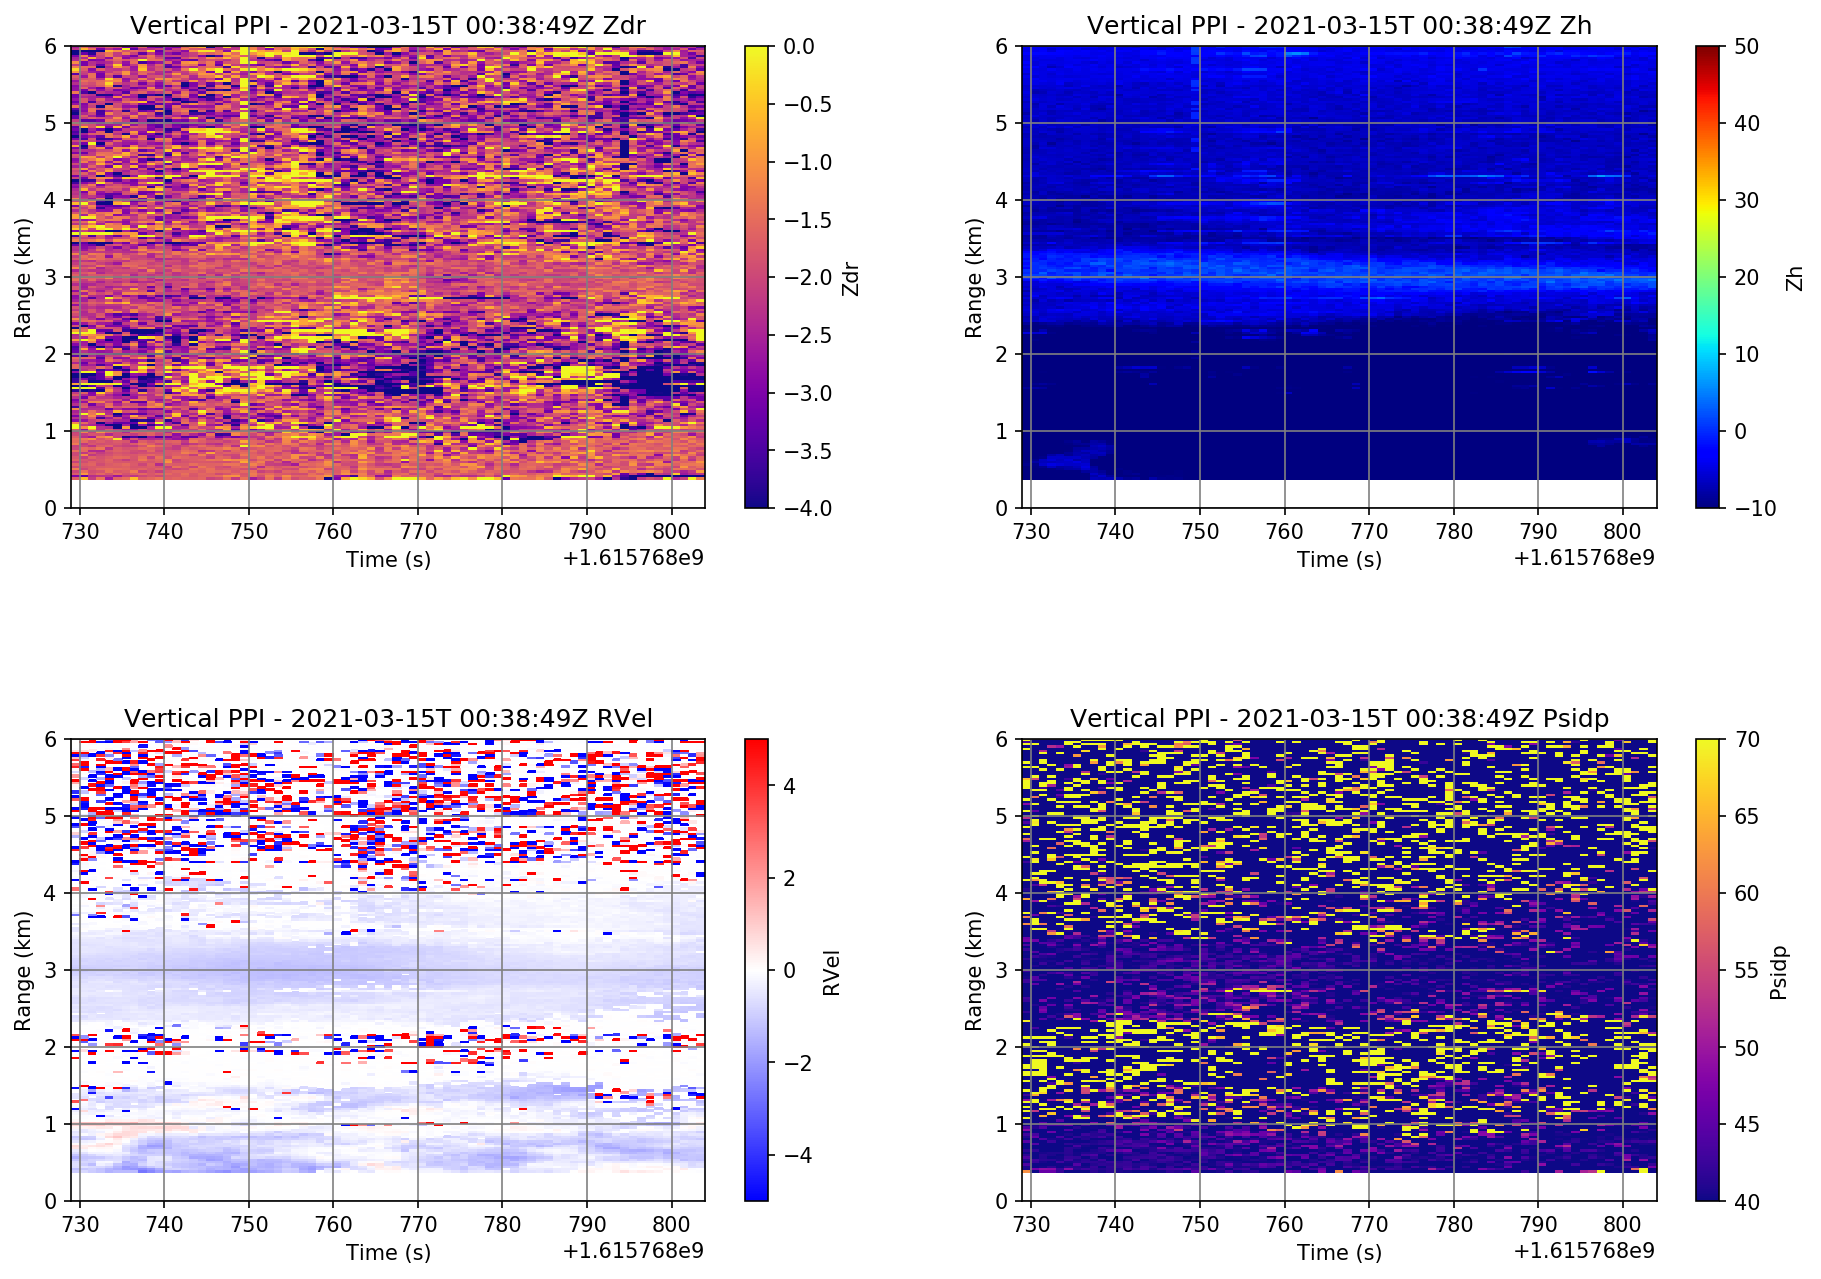 Vertical PPI - 2021-03-15T 00:38:49Z Zdr
6
5
4
3
2
1
0
Range (km)
730 740 750 760 770 780 790 800
Time (s)
+1.615768e9
0.0
−0.5
−1.0
−1.5
−2.0
−2.5
−3.0
−3.5
−4.0
Zdr
Vertical PPI - 2021-03-15T 00:38:49Z Zh
6
5
4
3
2
1
0
Range (km)
730 740 750 760 770 780 790 800
Time (s)
+1.615768e9
50
40
30
20
10
0
−10
Zh
Vertical PPI - 2021-03-15T 00:38:49Z RVel
6
5
4
3
2
1
0
Range (km)
730 740 750 760 770 780 790 800
Time (s)
+1.615768e9
4
2
0
−2
−4
RVel
Vertical PPI - 2021-03-15T 00:38:49Z Psidp
6
5
4
3
2
1
0
Range (km)
730 740 750 760 770 780 790 800
Time (s)
+1.615768e9
70
65
60
55
50
45
40
Psidp